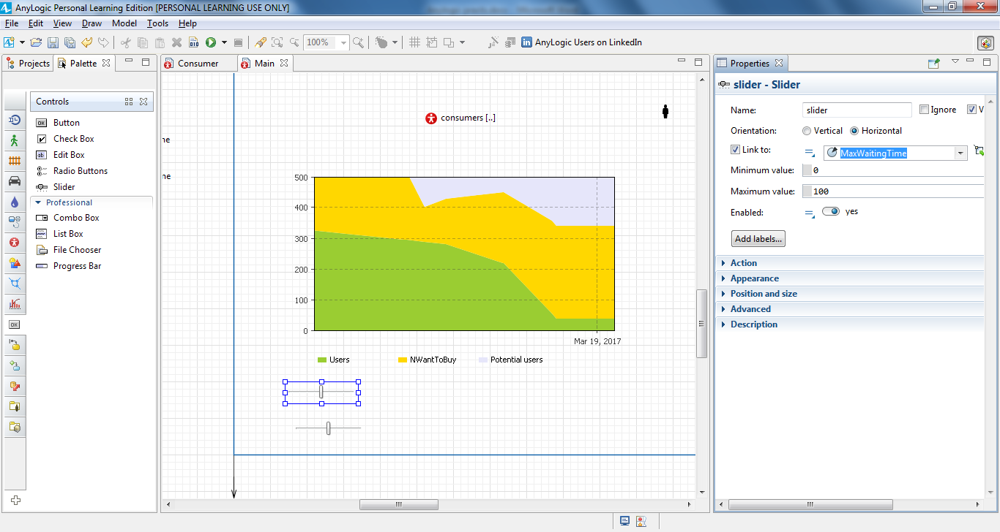 AnyLogic Personal Learning Edition [PERSONAL LEARNING USE ONLY]
File Edit View Draw Model Tools Help
100% AnyLogic Users on LinkedIn
Projects Palette
Consumer Main
Properties
Controls
Button
Check Box
Edit Box
Radio Buttons
Slider
Professional
Combo Box
List Box
File Chooser
Progress Bar
consumers [..]
ne
ne
500
400
300
200
100
0
Mar 19, 2017
Users NWantToBuy Potential users
slider - Slider
Name: slider Ignore V
Orientation: Vertical Horizontal
Link to: MaxWaitingTime
Minimum value: 0
Maximum value: 100
Enabled: yes
Add labels...
Action
Appearance
Position and size
Advanced
Description